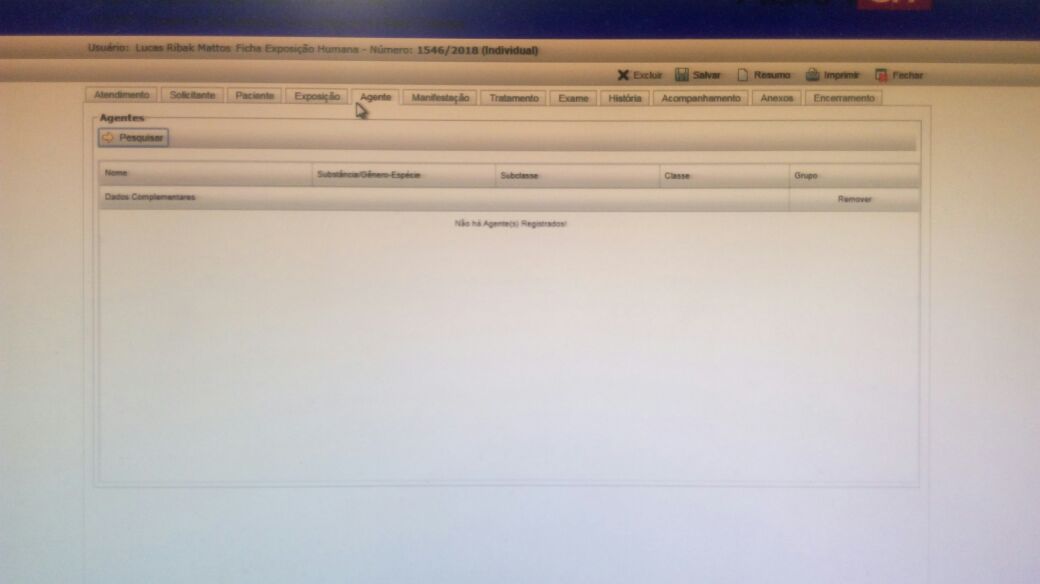 Usuário: Lucas Ribak Mattos Ficha Exposição Humana - Número: 1546/2018 (Individual)
Excluir Salvar Resumo Imprimir Fechar
Atendimento Solicitante Paciente Exposição Agente Manifestação Tratamento Exame História Acompanhamento Anexos Encerramento
Agentes
Pesquisar
Nome Substância/Gênero-Espécie Subclasse Classe Grupo
Dados Complementares Remover
Não há Agente(s) Registrados!